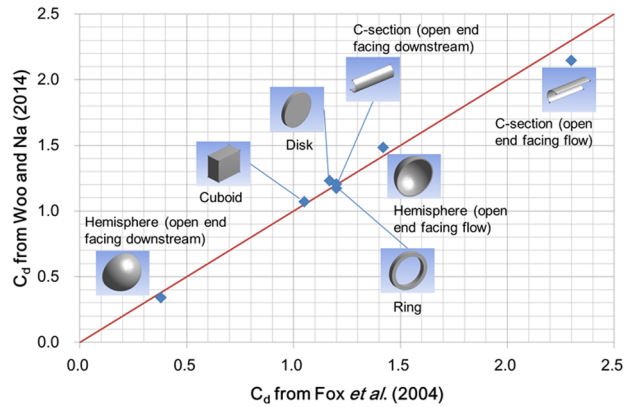 C-section (open end
facing downstream)
2.5
2.0
1.5
1.0
0.5
0.0
C_d from Woo and Na (2014)
Disk
Cuboid
Hemisphere (open end
facing downstream)
C-section (open
end facing flow)
Hemisphere (open
end facing flow)
Ring
0.0 0.5 1.0 1.5 2.0 2.5
C_d from Fox et al. (2004)